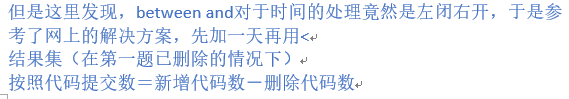 但是这里发现，between and对于时间的处理竟然是左闭右开，于是参
考了网上的解决方案，先加一天再用<
结果集（在第一题已删除的情况下）
按照代码提交数＝新增代码数－删除代码数